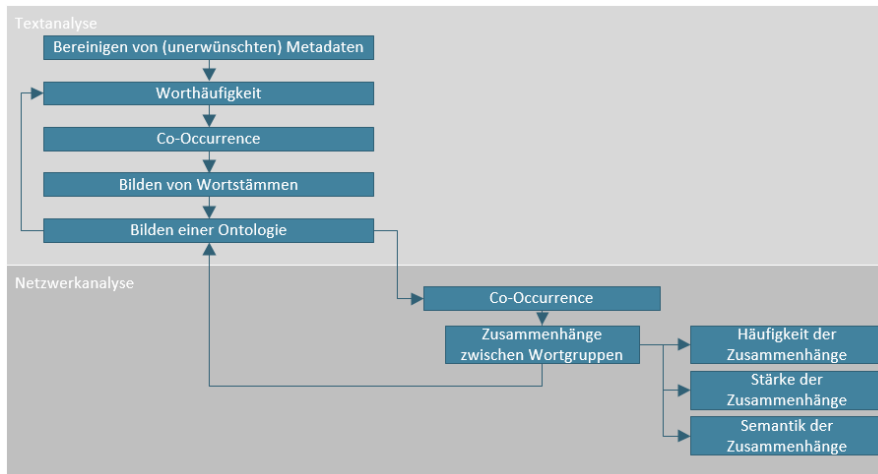 Textanalyse
Bereinigen von (unerwünschten) Metadaten
Worthäufigkeit
Co-Occurrence
Bilden von Wortstämmen
Bilden einer Ontologie
Netzwerkanalyse
Co-Occurrence
Zusammenhänge
zwischen Wortgruppen
Häufigkeit der
Zusammenhänge
Stärke der
Zusammenhänge
Semantik der
Zusammenhänge